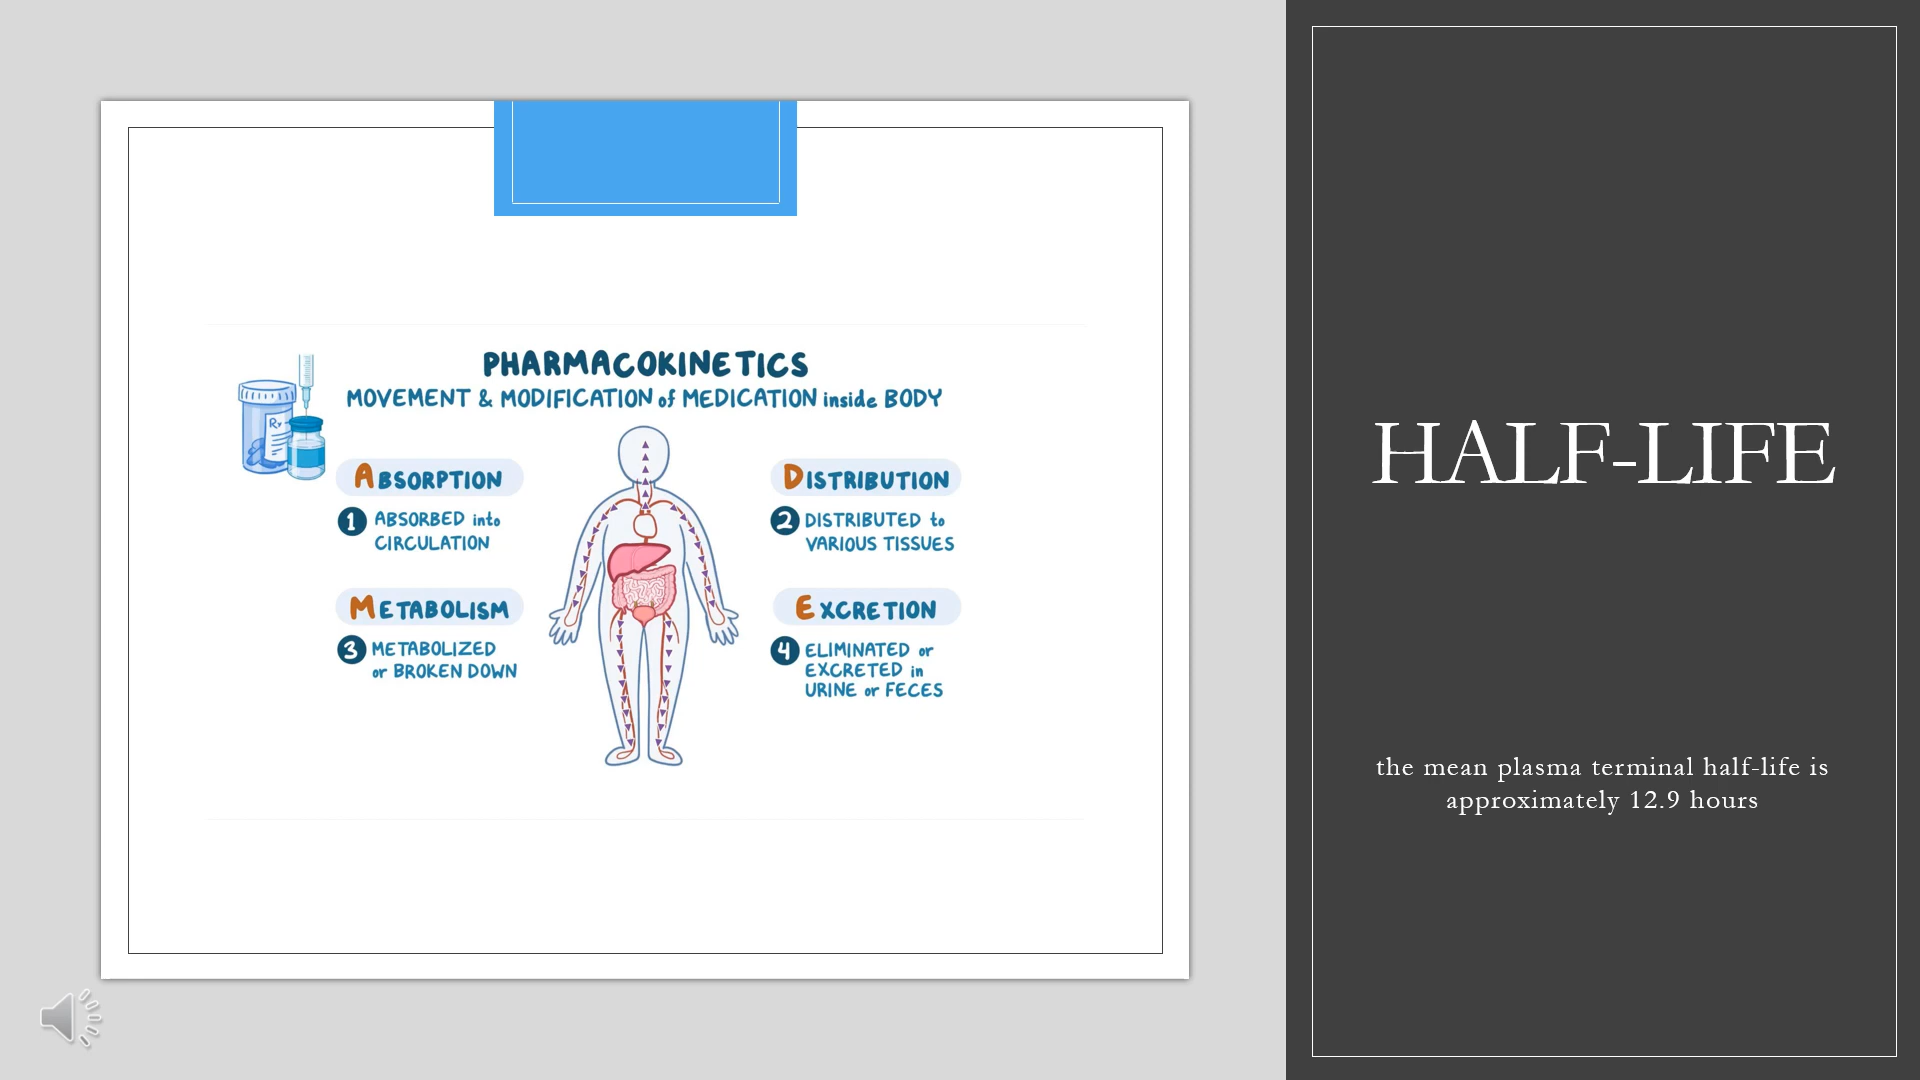 PHARMACOKINETICS
MOVEMENT & MODIFICATION of MEDICATION inside BODY
Rx
ABSORPTION
1 ABSORBED into
CIRCULATION
DISTRIBUTION
2 DISTRIBUTED to
VARIOUS TISSUES
METABOLISM
3 METABOLIZED
or BROKEN DOWN
EXCRETION
4 ELIMINATED or
EXCRETED in
URINE or FECES
HALF-LIFE
the mean plasma terminal half-life is
approximately 12.9 hours